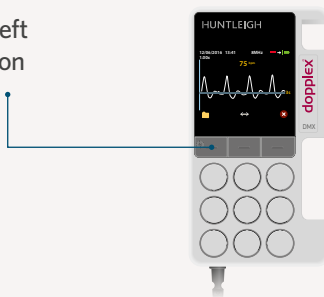 eft
on
HUNTLEIGH
12/06/2016 13:41 8MHz
1:00s
75
dopplex
DMX